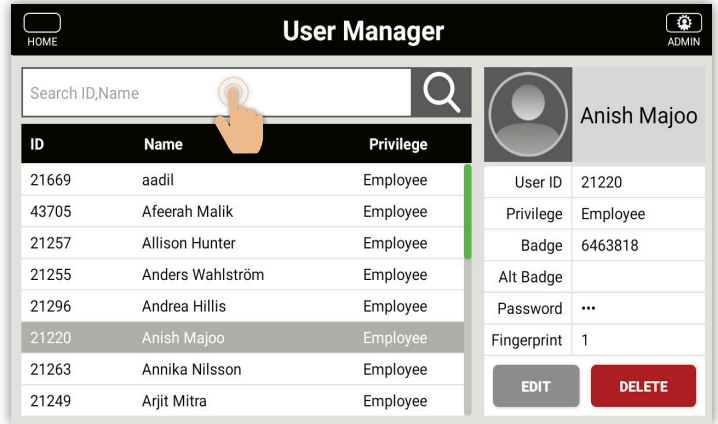 HOME
User Manager
ADMIN
Search ID,Name
ID Name Privilege
21669 aadil Employee
43705 Afeerah Malik Employee
21257 Allison Hunter Employee
21255 Anders Wahlström Employee
21296 Andrea Hillis Employee
21220 Anish Majoo Employee
21263 Annika Nilsson Employee
21249 Arjit Mitra Employee
Anish Majoo
User ID 21220
Privilege Employee
Badge 6463818
Alt Badge
Password •••
Fingerprint 1
EDIT DELETE